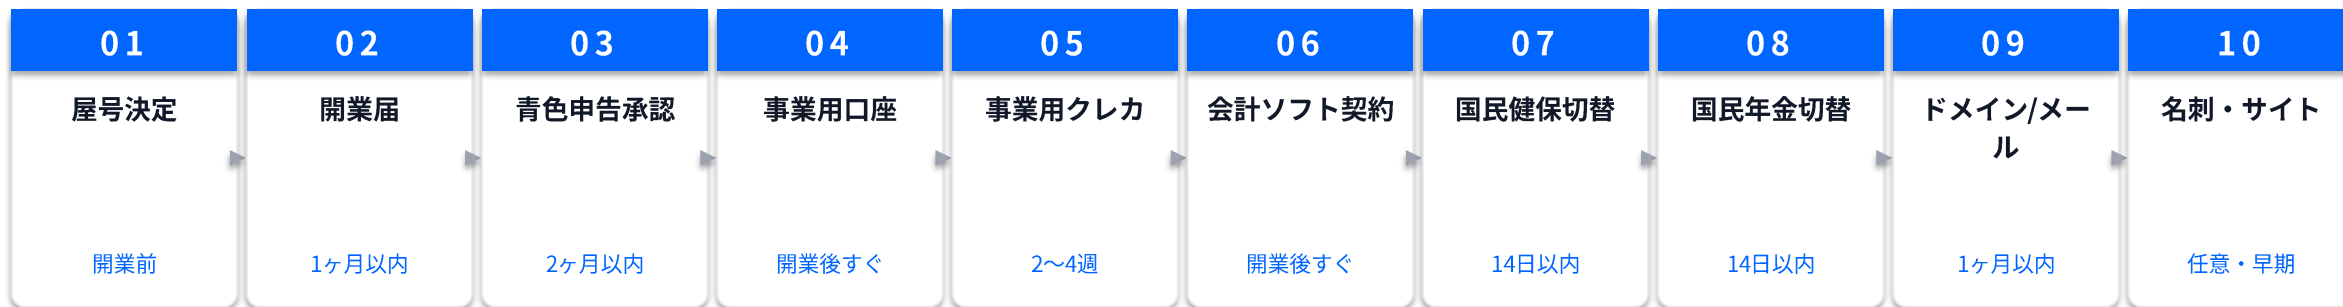 01
屋号決定
開業前
02
開業届
1ヶ月以内
03
青色申告承認
2ヶ月以内
04
事業用口座
開業後すぐ
05
事業用クレカ
2〜4週
06
会計ソフト契約
開業後すぐ
07
国民健保切替
14日以内
08
国民年金切替
14日以内
09
ドメイン/メー
ル
1ヶ月以内
10
名刺・サイト
任意・早期